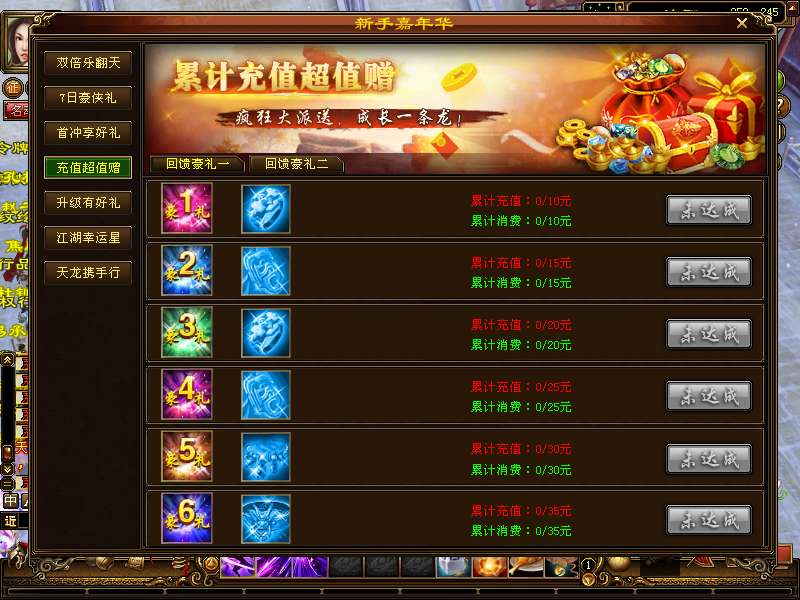 新手嘉年华
双倍乐翻天
7日豪侠礼
首冲享好礼
充值超值赠
升级有好礼
江湖幸运星
天龙携手行
累计充值超值赠
疯狂大派送，成长一条龙！
回馈豪礼一
回馈豪礼二
豪1礼
累计充值：0/10元
累计消费：0/10元
未达成
豪2礼
累计充值：0/15元
累计消费：0/15元
未达成
豪3礼
累计充值：0/20元
累计消费：0/20元
未达成
豪4礼
累计充值：0/25元
累计消费：0/25元
未达成
豪5礼
累计充值：0/30元
累计消费：0/30元
未达成
豪6礼
累计充值：0/35元
累计消费：0/35元
未达成
申
近
1